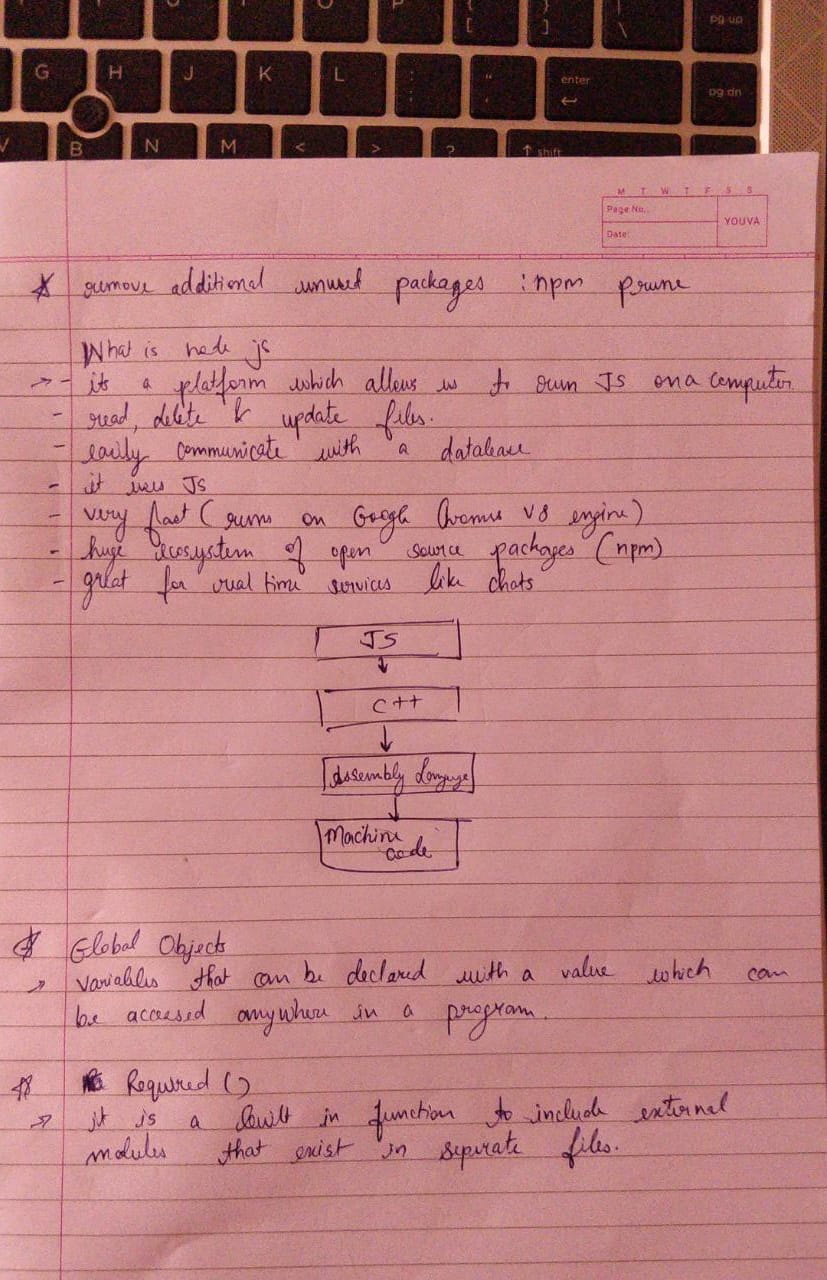 { [
} ]
| \
pg up
G H J K L : ; " ' enter pg dn
V B N M < > ? shift
M T W T F S S
Page No.:
YOUVA
Date:
remove additional unused packages : npm prune
What is node js
→ - its a platform which allows us to run JS on a computer
- read, delete & update files.
- easily communicate with a database
- it uses JS
- very fast ( runs on Google Chromes V8 engine )
- huge ecosystem of open source packages ( npm )
- great for real time services like chats
JS
↓
C++
↓
Assembly Language
↓
Machine
code
Global Objects
→ variables that can be declared with a value which can
be accessed anywhere in a program.
Required ()
→ it is a built in function to include external
modules that exist in seperate files.